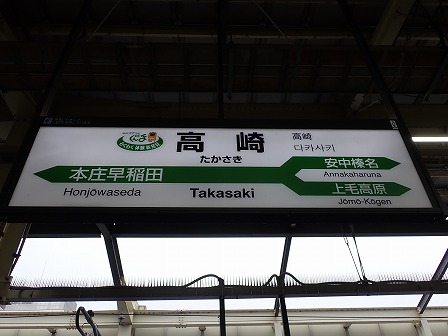 高崎
たかさき
高崎
다카사키
本庄早稲田
Honjōwaseda
Takasaki
安中榛名
Annakaharuna
上毛高原
Jōmō-Kōgen